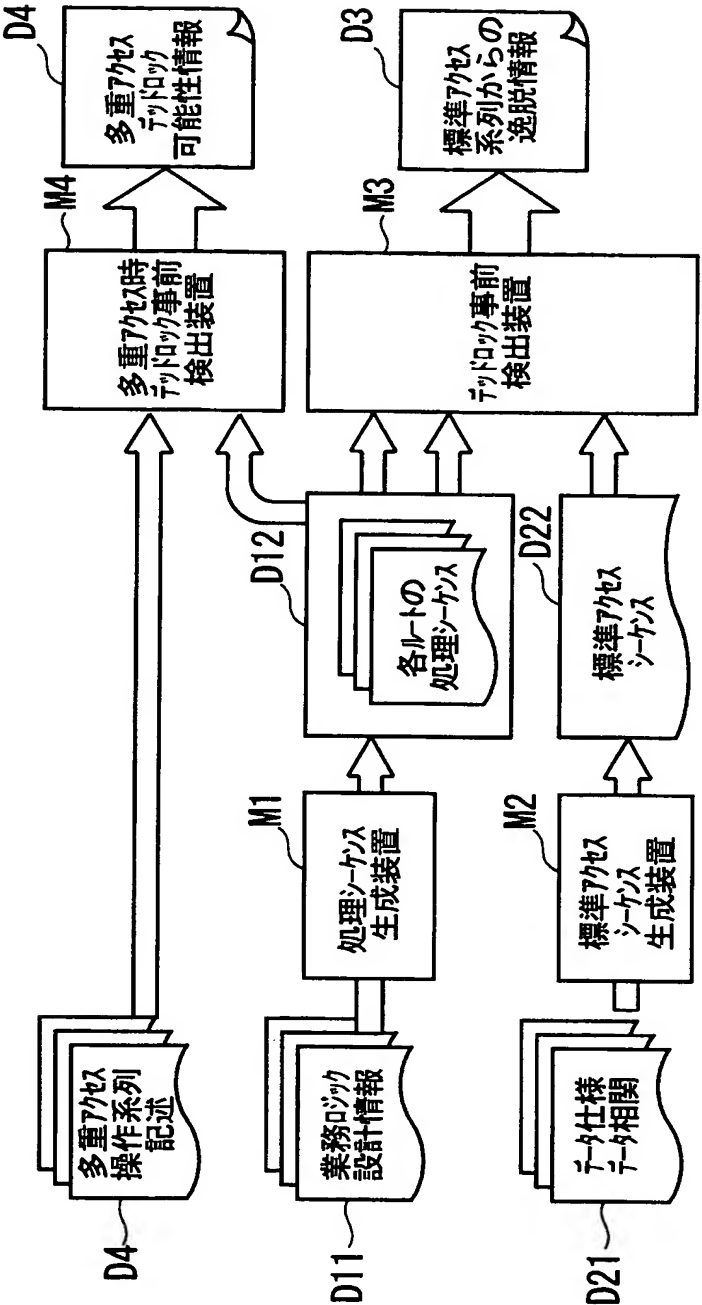 D4
多重アクセス
操作系列
記述
M4
多重アクセス時
デッドロック事前
検出装置
D4
多重アクセス
デッドロック
可能性情報
D11
業務ロジック
設計情報
M1
処理シーケンス
生成装置
D12
各ルートの
処理シーケンス
M3
デッドロック事前
検出装置
D3
標準アクセス
系列からの
逸脱情報
D21
データ仕様
データ相関
M2
標準アクセス
シーケンス
生成装置
D22
標準アクセス
シーケンス